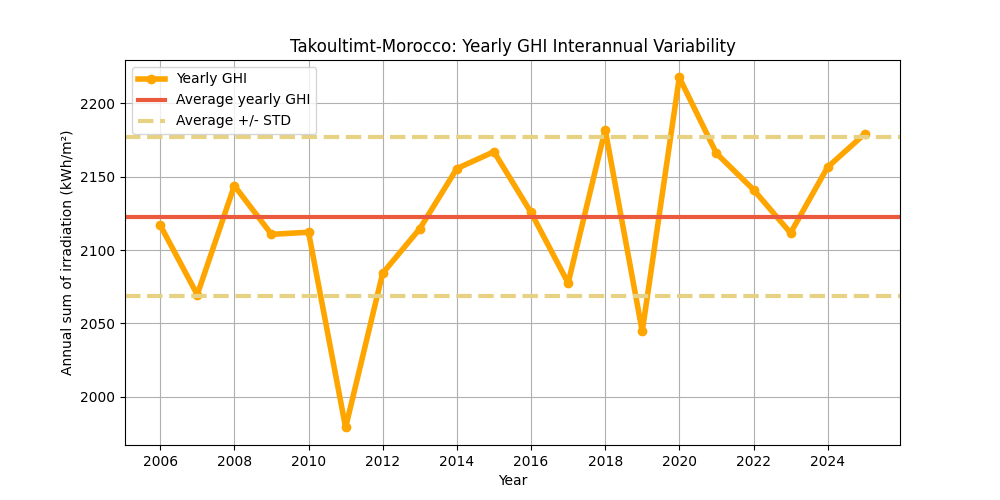 Takoultimt-Morocco: Yearly GHI Interannual Variability
Yearly GHI
Average yearly GHI
Average +/- STD
Annual sum of irradiation (kWh/m²)
2200
2150
2100
2050
2000
2006 2008 2010 2012 2014 2016 2018 2020 2022 2024
Year